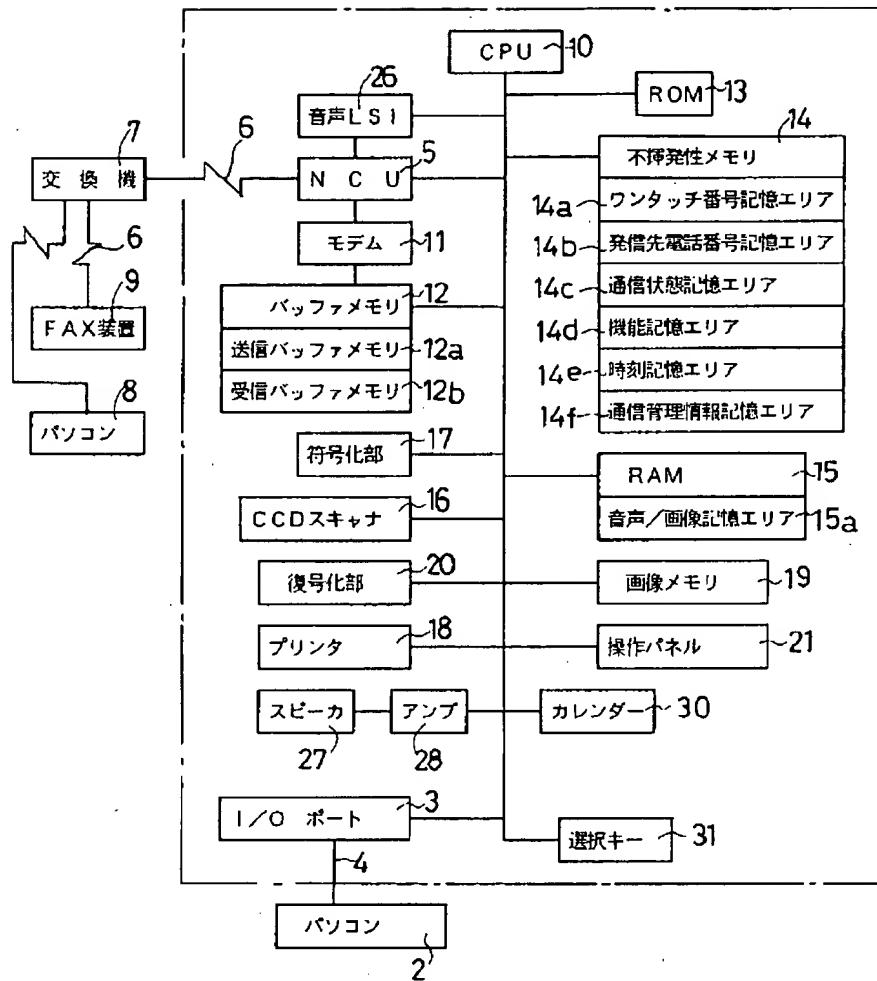 CPU
10
ROM
13
26
音声LSI
14
不揮発性メモリ
7
6
5
交換機
NCU
14a
ワンタッチ番号記憶エリア
6
モデム
11
14b
発信先電話番号記憶エリア
9
FAX装置
バッファメモリ
12
14c
通信状態記憶エリア
送信バッファメモリ
12a
14d
機能記憶エリア
受信バッファメモリ
12b
14e
時刻記憶エリア
8
パソコン
14f
通信管理情報記憶エリア
符号化部
17
RAM
15
CCDスキャナ
16
音声/画像記憶エリア
15a
復号化部
20
画像メモリ
19
プリンタ
18
操作パネル
21
スピーカ
アンプ
カレンダー
30
27
28
I/O ポート
3
選択キー
31
4
パソコン
2